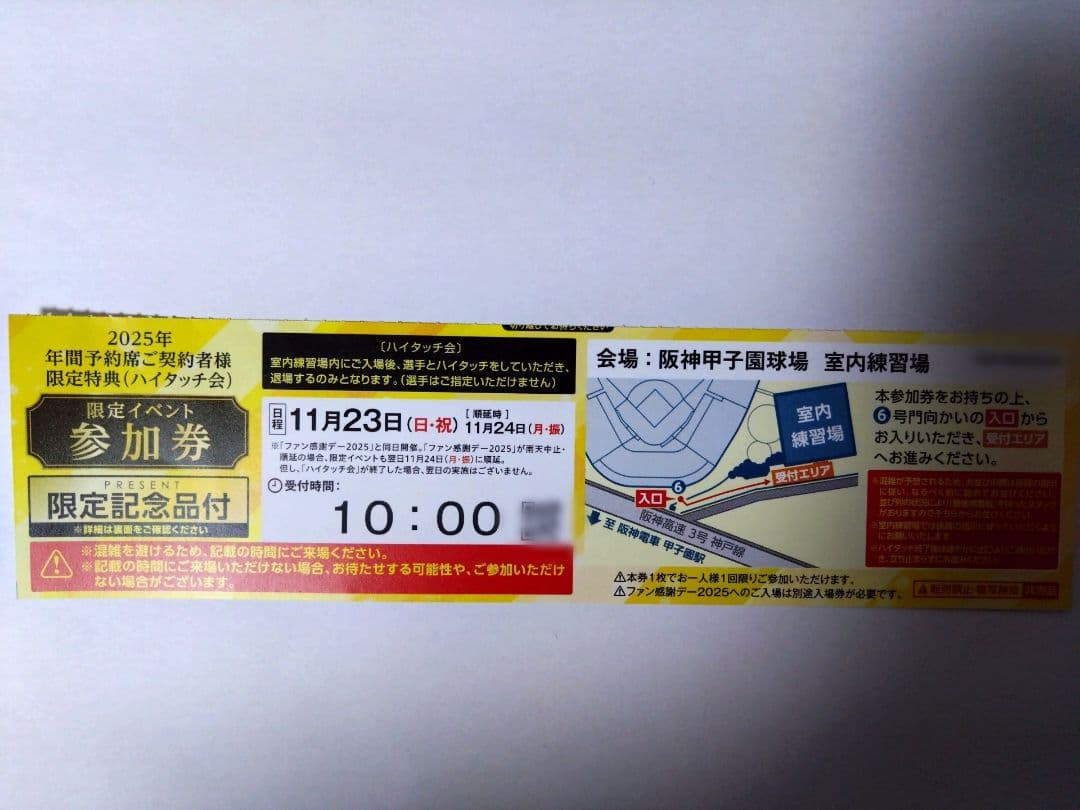 切り離してお持ちください
2025年
年間予約席ご契約者様
限定特典(ハイタッチ会)
限定イベント
参加券
PRESENT
限定記念品付
※詳細は裏面をご確認ください
〔ハイタッチ会〕
室内練習場内にご入場後、選手とハイタッチをしていただき、
退場するのみとなります。(選手はご指定いただけません)
日程 11月23日(日・祝) [順延時] 11月24日(月・振)
※「ファン感謝デー2025」と同日開催。「ファン感謝デー2025」が雨天中止・
順延の場合、限定イベントも翌日11月24日(月・振)に順延。
但し、「ハイタッチ会」が終了した場合、翌日の実施はございません。
受付時間:
10:00
※混雑を避けるため、記載の時間にご来場ください。
※記載の時間にご来場いただけない場合、お待たせする可能性や、ご参加いただけ
ない場合がございます。
会場:阪神甲子園球場 室内練習場
室内
練習場
受付エリア
入口
6
阪神高速 3号 神戸線
至 阪神電車 甲子園駅
本参加券をお持ちの上、
6号門向かいの入口から
お入りいただき、受付エリア
へお進みください。
⚠本券1枚でお一人様1回限りご参加いただけます。
⚠ファン感謝デー2025へのご入場は別途入場券が必要です。
転売禁止・複写無効